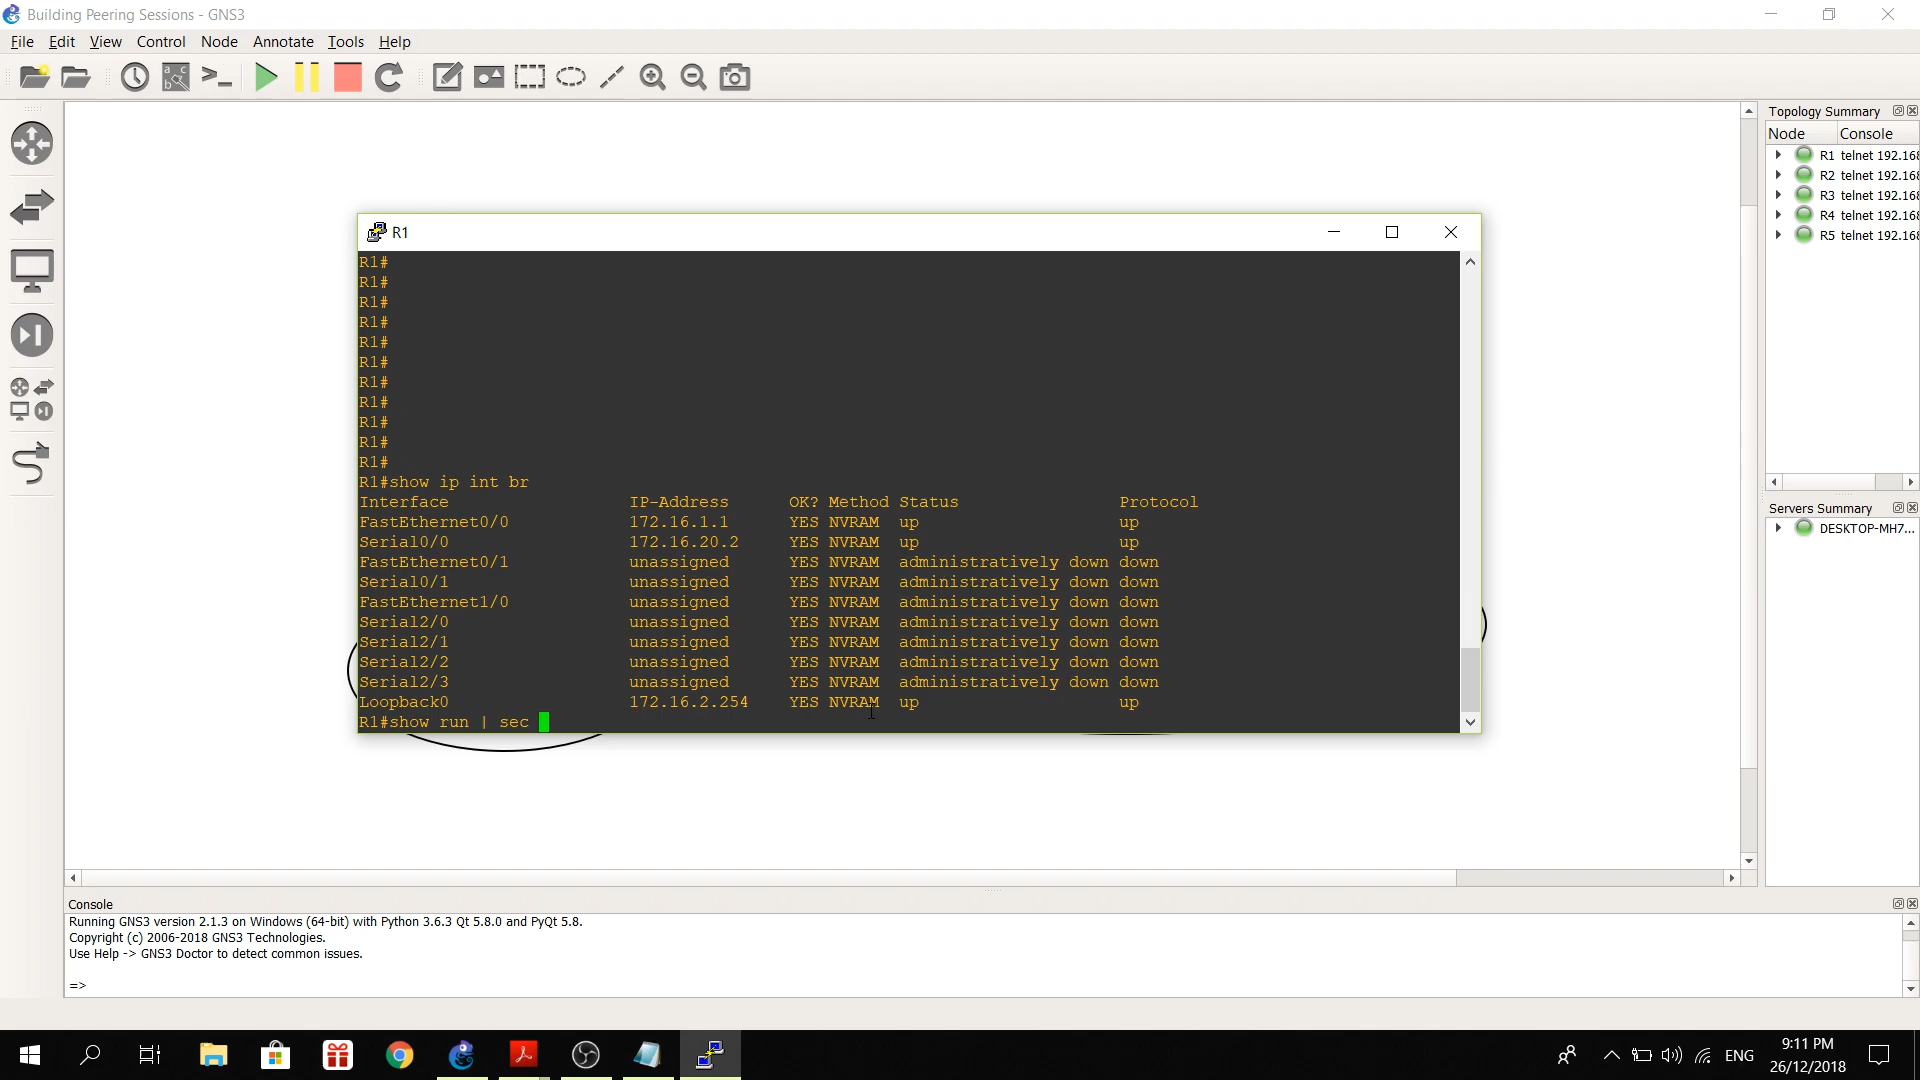 Building Peering Sessions - GNS3
File Edit View Control Node Annotate Tools Help
Topology Summary
Node Console
R1 telnet 192.168
R2 telnet 192.168
R3 telnet 192.168
R4 telnet 192.168
R5 telnet 192.168
Servers Summary
DESKTOP-MH7...
R1
R1#
R1#
R1#
R1#
R1#
R1#
R1#
R1#
R1#
R1#
R1#
R1#show ip int br
Interface IP-Address OK? Method Status Protocol
FastEthernet0/0 172.16.1.1 YES NVRAM up up
Serial0/0 172.16.20.2 YES NVRAM up up
FastEthernet0/1 unassigned YES NVRAM administratively down down
Serial0/1 unassigned YES NVRAM administratively down down
FastEthernet1/0 unassigned YES NVRAM administratively down down
Serial2/0 unassigned YES NVRAM administratively down down
Serial2/1 unassigned YES NVRAM administratively down down
Serial2/2 unassigned YES NVRAM administratively down down
Serial2/3 unassigned YES NVRAM administratively down down
Loopback0 172.16.2.254 YES NVRAM up up
R1#show run | sec
Console
Running GNS3 version 2.1.3 on Windows (64-bit) with Python 3.6.3 Qt 5.8.0 and PyQt 5.8.
Copyright (c) 2006-2018 GNS3 Technologies.
Use Help -> GNS3 Doctor to detect common issues.
=>
ENG
9:11 PM
26/12/2018